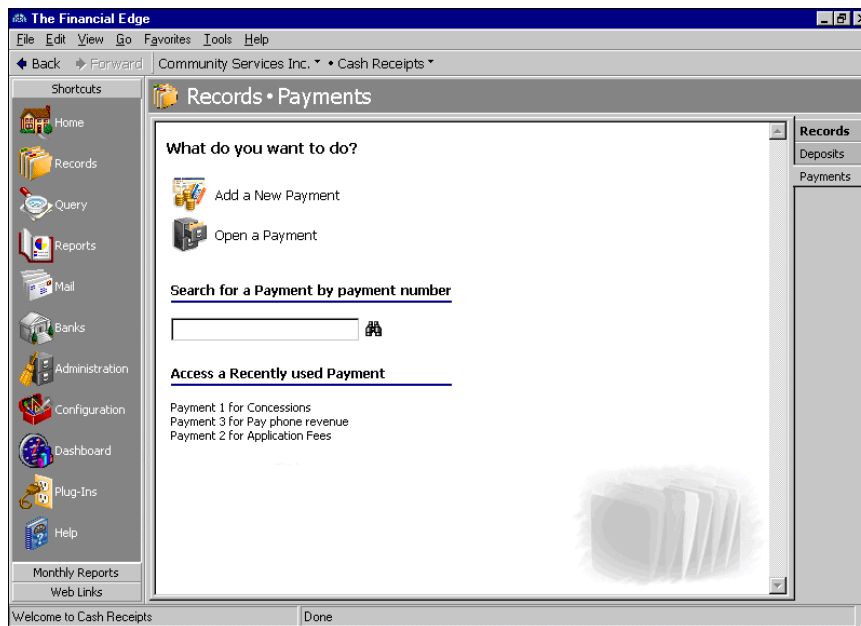 The Financial Edge
File Edit View Go Favorites Tools Help
Back Forward Community Services Inc. • Cash Receipts
Shortcuts
Home
Records
Query
Reports
Mail
Banks
Administration
Configuration
Dashboard
Plug-Ins
Help
Monthly Reports
Web Links
Records • Payments
What do you want to do?
Add a New Payment
Open a Payment
Search for a Payment by payment number
Access a Recently used Payment
Payment 1 for Concessions
Payment 3 for Pay phone revenue
Payment 2 for Application Fees
Records
Deposits
Payments
Welcome to Cash Receipts Done